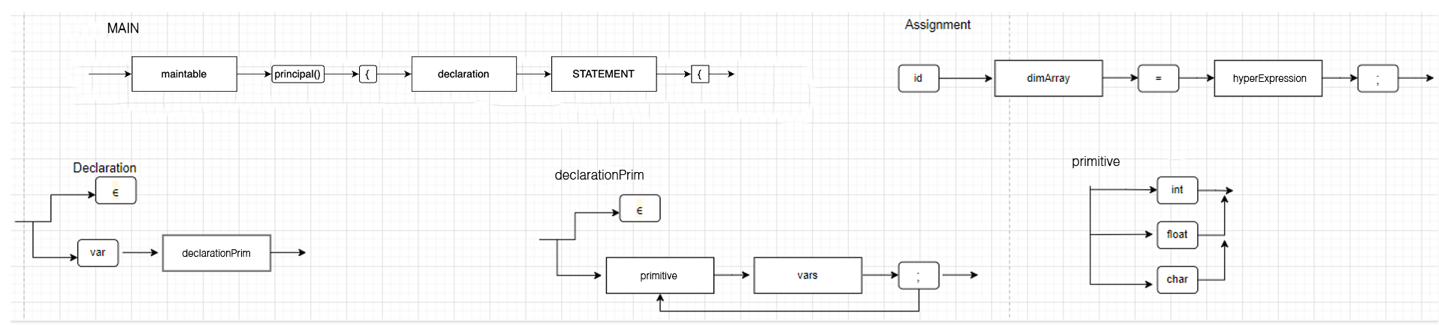 MAIN
maintable principal() { declaration STATEMENT {
Assignment
id dimArray = hyperExpression ;
Declaration
ϵ
var declarationPrim
declarationPrim
ϵ
primitive vars ;
primitive
int
float
char